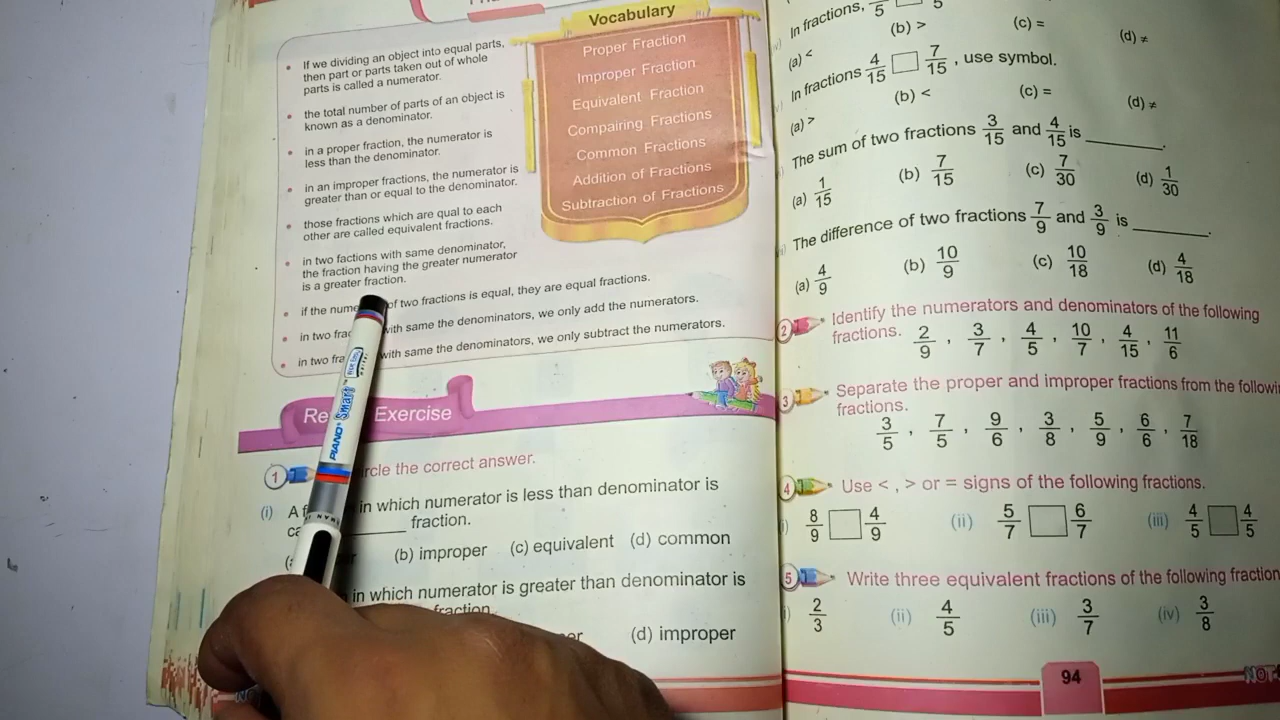 If we dividing an object into equal parts,
then part or parts taken out of whole
parts is called a numerator.
the total number of parts of an object is
known as a denominator.
in a proper fraction, the numerator is
less than the denominator.
in an improper fractions, the numerator is
greater than or equal to the denominator.
those fractions which are qual to each
other are called equivalent fractions.
in two factions with same denominator,
the fraction having the greater numerator
is a greater fraction.
if the of two fractions is equal, they are equal fractions.
in two with same the denominators, we only add the numerators.
in two with same the denominators, we only subtract the numerators.
Vocabulary
Proper Fraction
Improper Fraction
Equivalent Fraction
Compairing Fractions
Common Fractions
Addition of Fractions
Subtraction of Fractions
Exercise
1 the correct answer.
(i) A in which numerator is less than denominator is
fraction.
(b) improper (c) equivalent (d) common
in which numerator is greater than denominator is
fraction
(d) improper
PIANO Smart
In fractions, /5 □ /5
(a) < (b) > (c) = (d) ≠
In fractions 4/15 □ 7/15 , use symbol.
(a) > (b) < (c) = (d) ≠
The sum of two fractions 3/15 and 4/15 is ________.
(a) 1/15 (b) 7/15 (c) 7/30 (d) 1/30
The difference of two fractions 7/9 and 3/9 is ________.
(a) 4/9 (b) 10/9 (c) 10/18 (d) 4/18
2 Identify the numerators and denominators of the following
fractions. 2/9 , 3/7 , 4/5 , 10/7 , 4/15 , 11/6
3 Separate the proper and improper fractions from the
fractions.
3/5 , 7/5 , 9/6 , 3/8 , 5/9 , 6/6 , 7/18
4 Use < , > or = signs of the following fractions.
8/9 □ 4/9 (ii) 5/7 □ 6/7 (iii) 4/5 □ 4/5
5 Write three equivalent fractions of the following
2/3 (ii) 4/5 (iii) 3/7 (iv) 3/8
94